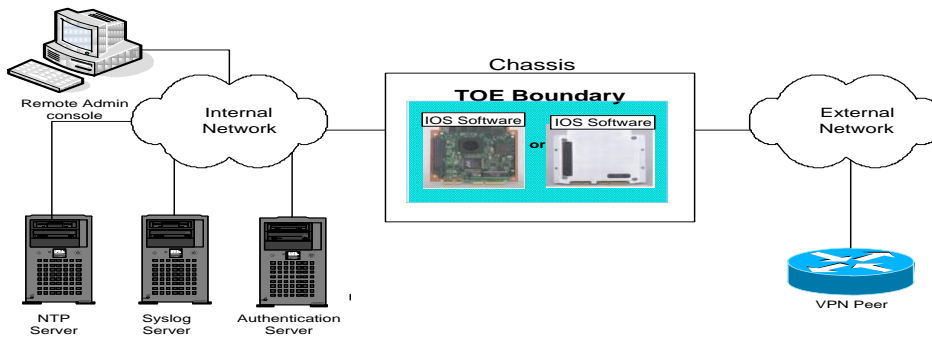 Chassis
TOE Boundary
IOS Software
or
IOS Software
Remote Admin
console
Internal
Network
External
Network
NTP
Server
Syslog
Server
Authentication
Server
VPN Peer